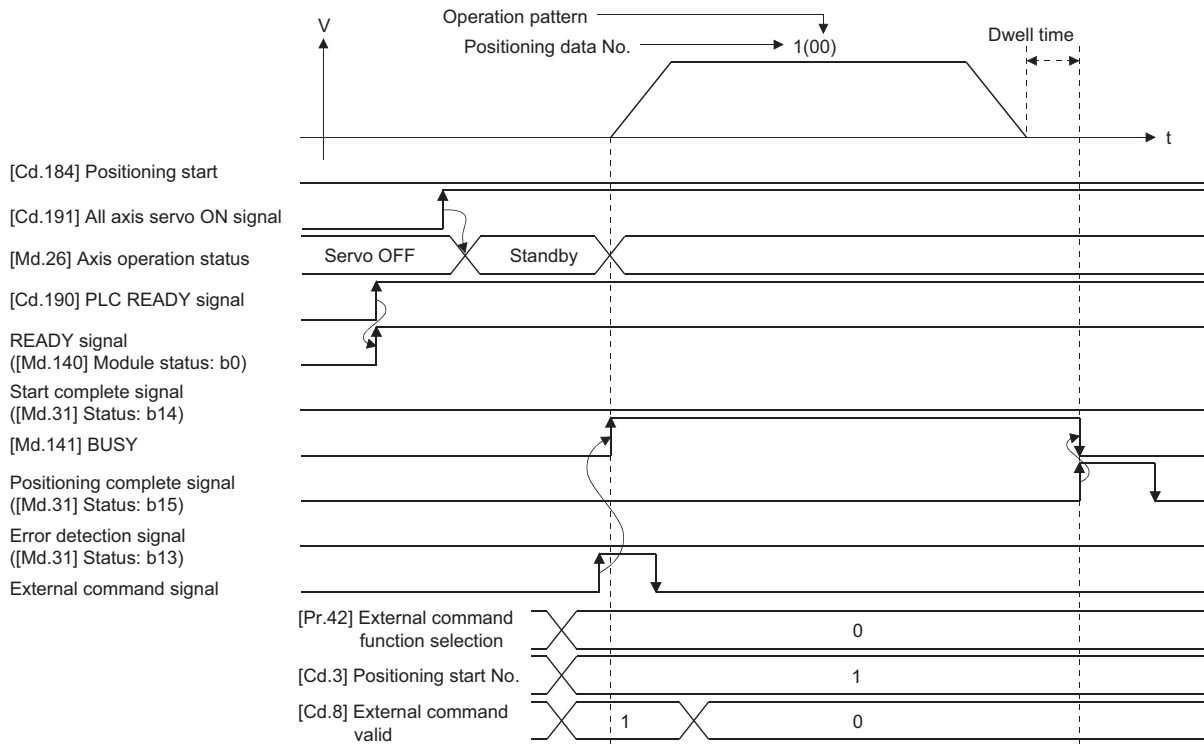 Operation pattern
V
Positioning data No.
1(00)
Dwell time
t
[Cd.184] Positioning start
[Cd.191] All axis servo ON signal
[Md.26] Axis operation status
Servo OFF
Standby
[Cd.190] PLC READY signal
READY signal
([Md.140] Module status: b0)
Start complete signal
([Md.31] Status: b14)
[Md.141] BUSY
Positioning complete signal
([Md.31] Status: b15)
Error detection signal
([Md.31] Status: b13)
External command signal
[Pr.42] External command
function selection
0
[Cd.3] Positioning start No.
1
[Cd.8] External command
valid
1
0